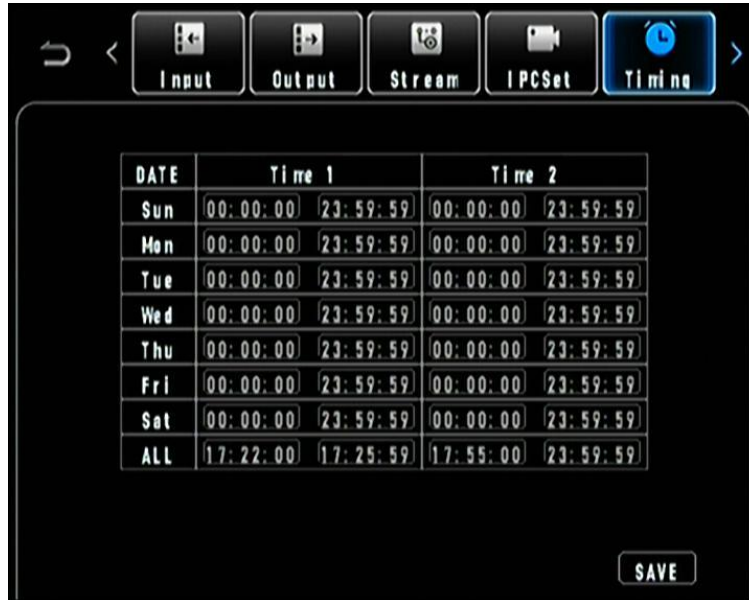 Input Output Stream IPCSet Timing
DATE Time 1 Time 2
Sun 00:00:00 23:59:59 00:00:00 23:59:59
Mon 00:00:00 23:59:59 00:00:00 23:59:59
Tue 00:00:00 23:59:59 00:00:00 23:59:59
Wed 00:00:00 23:59:59 00:00:00 23:59:59
Thu 00:00:00 23:59:59 00:00:00 23:59:59
Fri 00:00:00 23:59:59 00:00:00 23:59:59
Sat 00:00:00 23:59:59 00:00:00 23:59:59
ALL 17:22:00 17:25:59 17:55:00 23:59:59
SAVE